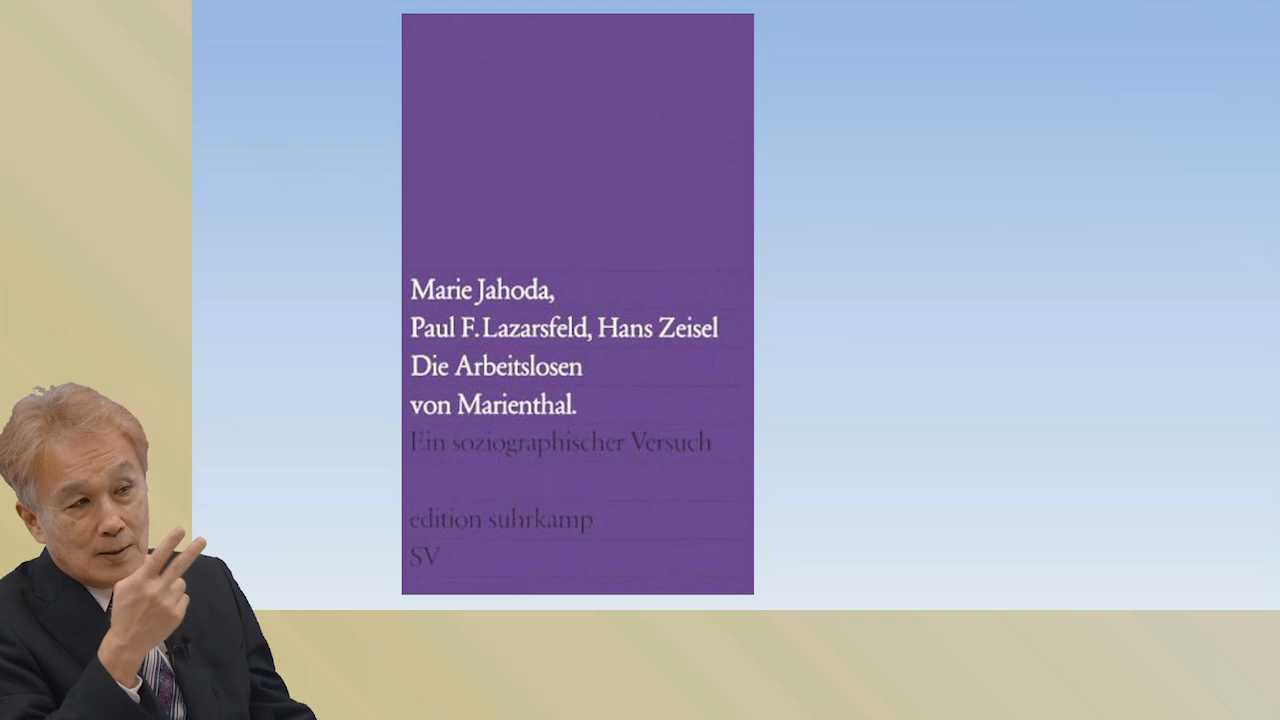 Marie Jahoda,
Paul F. Lazarsfeld, Hans Zeisel
Die Arbeitslosen
von Marienthal.
Ein soziographischer Versuch
edition suhrkamp
SV